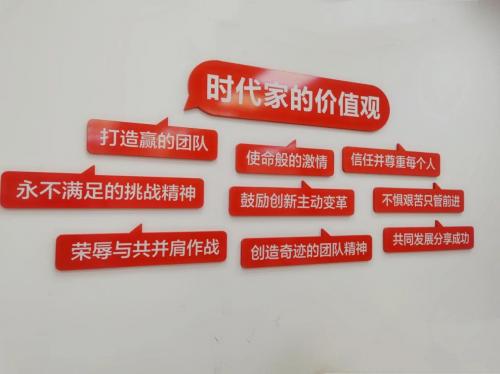 时代家的价值观
打造赢的团队
使命般的激情
信任并尊重每个人
永不满足的挑战精神
鼓励创新主动变革
不惧艰苦只管前进
荣辱与共并肩作战
创造奇迹的团队精神
共同发展分享成功